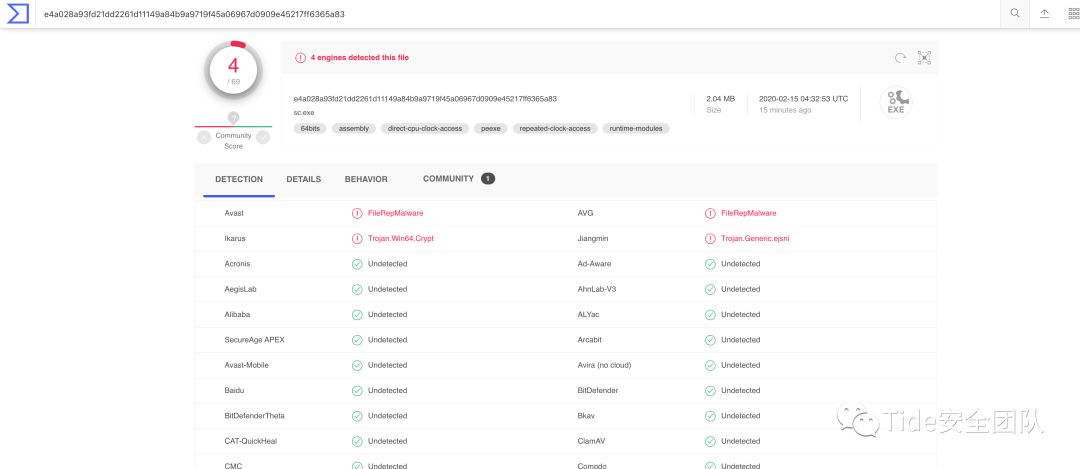 e4a028a93fd21dd2261d11149a84b9a9719f45a06967d0909e45217ff6365a83
4
/ 69
4 engines detected this file
?
Community
Score
e4a028a93fd21dd2261d11149a84b9a9719f45a06967d0909e45217ff6365a83
sc.exe
2.04 MB
Size
2020-02-15 04:32:53 UTC
15 minutes ago
EXE
64bits assembly direct-cpu-clock-access peexe repeated-clock-access runtime-modules
DETECTION DETAILS BEHAVIOR COMMUNITY 1
Avast FileRepMalware AVG FileRepMalware
Ikarus Trojan.Win64.Crypt Jiangmin Trojan.Generic.ejsni
Acronis Undetected Ad-Aware Undetected
AegisLab Undetected AhnLab-V3 Undetected
Alibaba Undetected ALYac Undetected
SecureAge APEX Undetected Arcabit Undetected
Avast-Mobile Undetected Avira (no cloud) Undetected
Baidu Undetected BitDefender Undetected
BitDefenderTheta Undetected Bkav Undetected
CAT-QuickHeal Undetected ClamAV Undetected
CMC Undetected Comodo Undetected
Tide安全团队